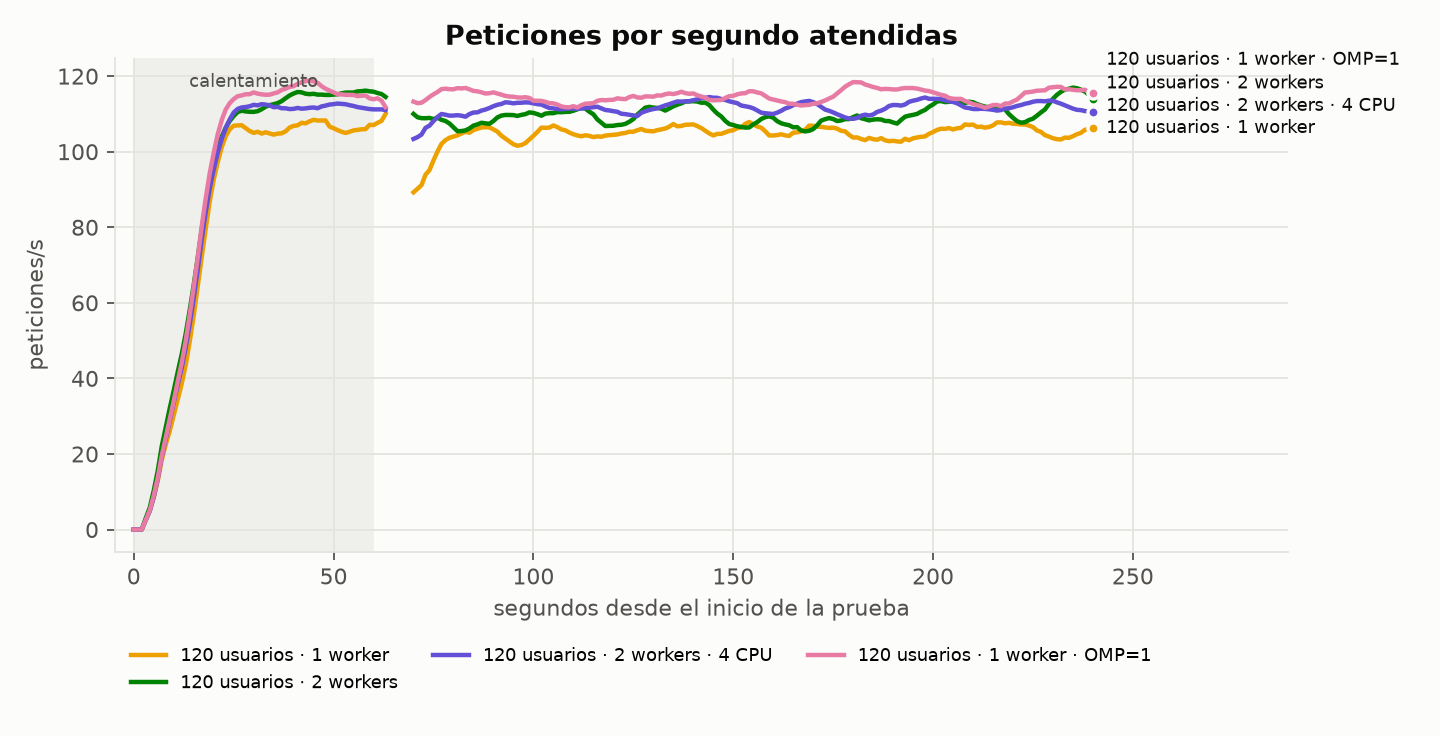 Peticiones por segundo atendidas
120 usuarios · 1 worker · OMP=1
120 usuarios · 2 workers
120 usuarios · 2 workers · 4 CPU
120 usuarios · 1 worker
calentamiento
120
100
80
60
40
20
0
peticiones/s
0 50 100 150 200 250
segundos desde el inicio de la prueba
120 usuarios · 1 worker
120 usuarios · 2 workers · 4 CPU
120 usuarios · 1 worker · OMP=1
120 usuarios · 2 workers